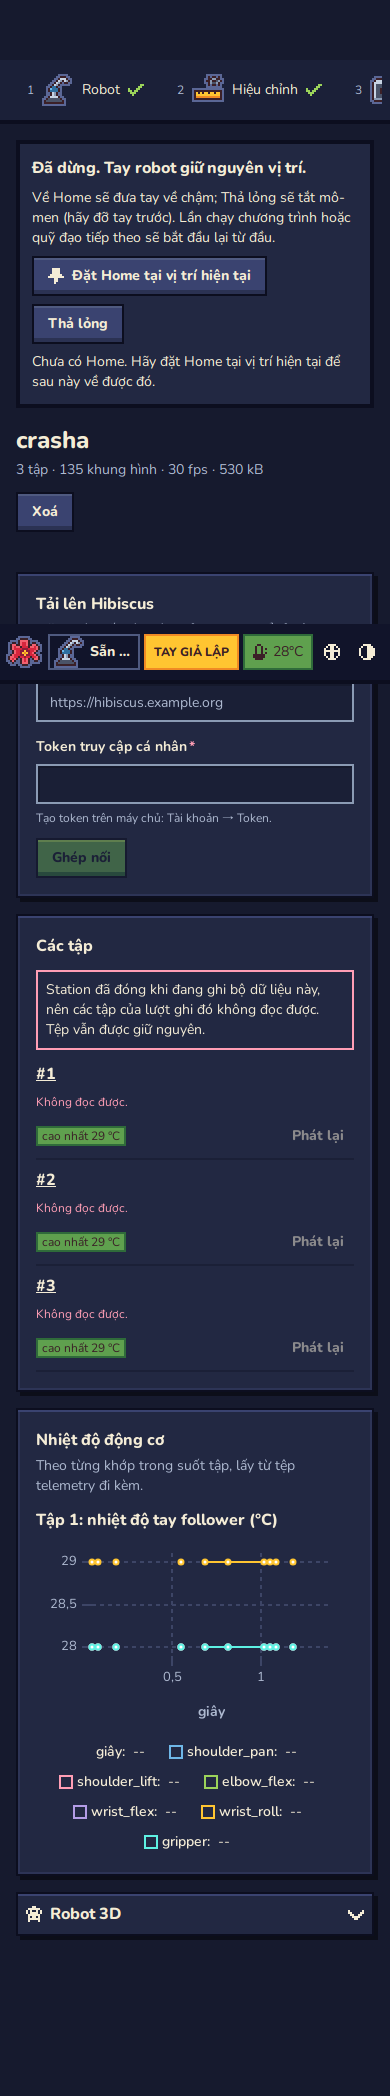 1 Robot
2 Hiệu chỉnh
3
Đã dừng. Tay robot giữ nguyên vị trí.
Về Home sẽ đưa tay về chậm; Thả lỏng sẽ tắt mô-
men (hãy đỡ tay trước). Lần chạy chương trình hoặc
quỹ đạo tiếp theo sẽ bắt đầu lại từ đầu.
Đặt Home tại vị trí hiện tại
Thả lỏng
Chưa có Home. Hãy đặt Home tại vị trí hiện tại để
sau này về được đó.
crasha
3 tập · 135 khung hình · 30 fps · 530 kB
Xoá
Tải lên Hibiscus
Sẵn ...
TAY GIẢ LẬP
28°C
https://hibiscus.example.org
Token truy cập cá nhân *
Tạo token trên máy chủ: Tài khoản → Token.
Ghép nối
Các tập
Station đã đóng khi đang ghi bộ dữ liệu này,
nên các tập của lượt ghi đó không đọc được.
Tệp vẫn được giữ nguyên.
#1
Không đọc được.
cao nhất 29 °C
Phát lại
#2
Không đọc được.
cao nhất 29 °C
Phát lại
#3
Không đọc được.
cao nhất 29 °C
Phát lại
Nhiệt độ động cơ
Theo từng khớp trong suốt tập, lấy từ tệp
telemetry đi kèm.
Tập 1: nhiệt độ tay follower (°C)
29
28,5
28
0,5
1
giây
giây: --
shoulder_pan: --
shoulder_lift: --
elbow_flex: --
wrist_flex: --
wrist_roll: --
gripper: --
Robot 3D